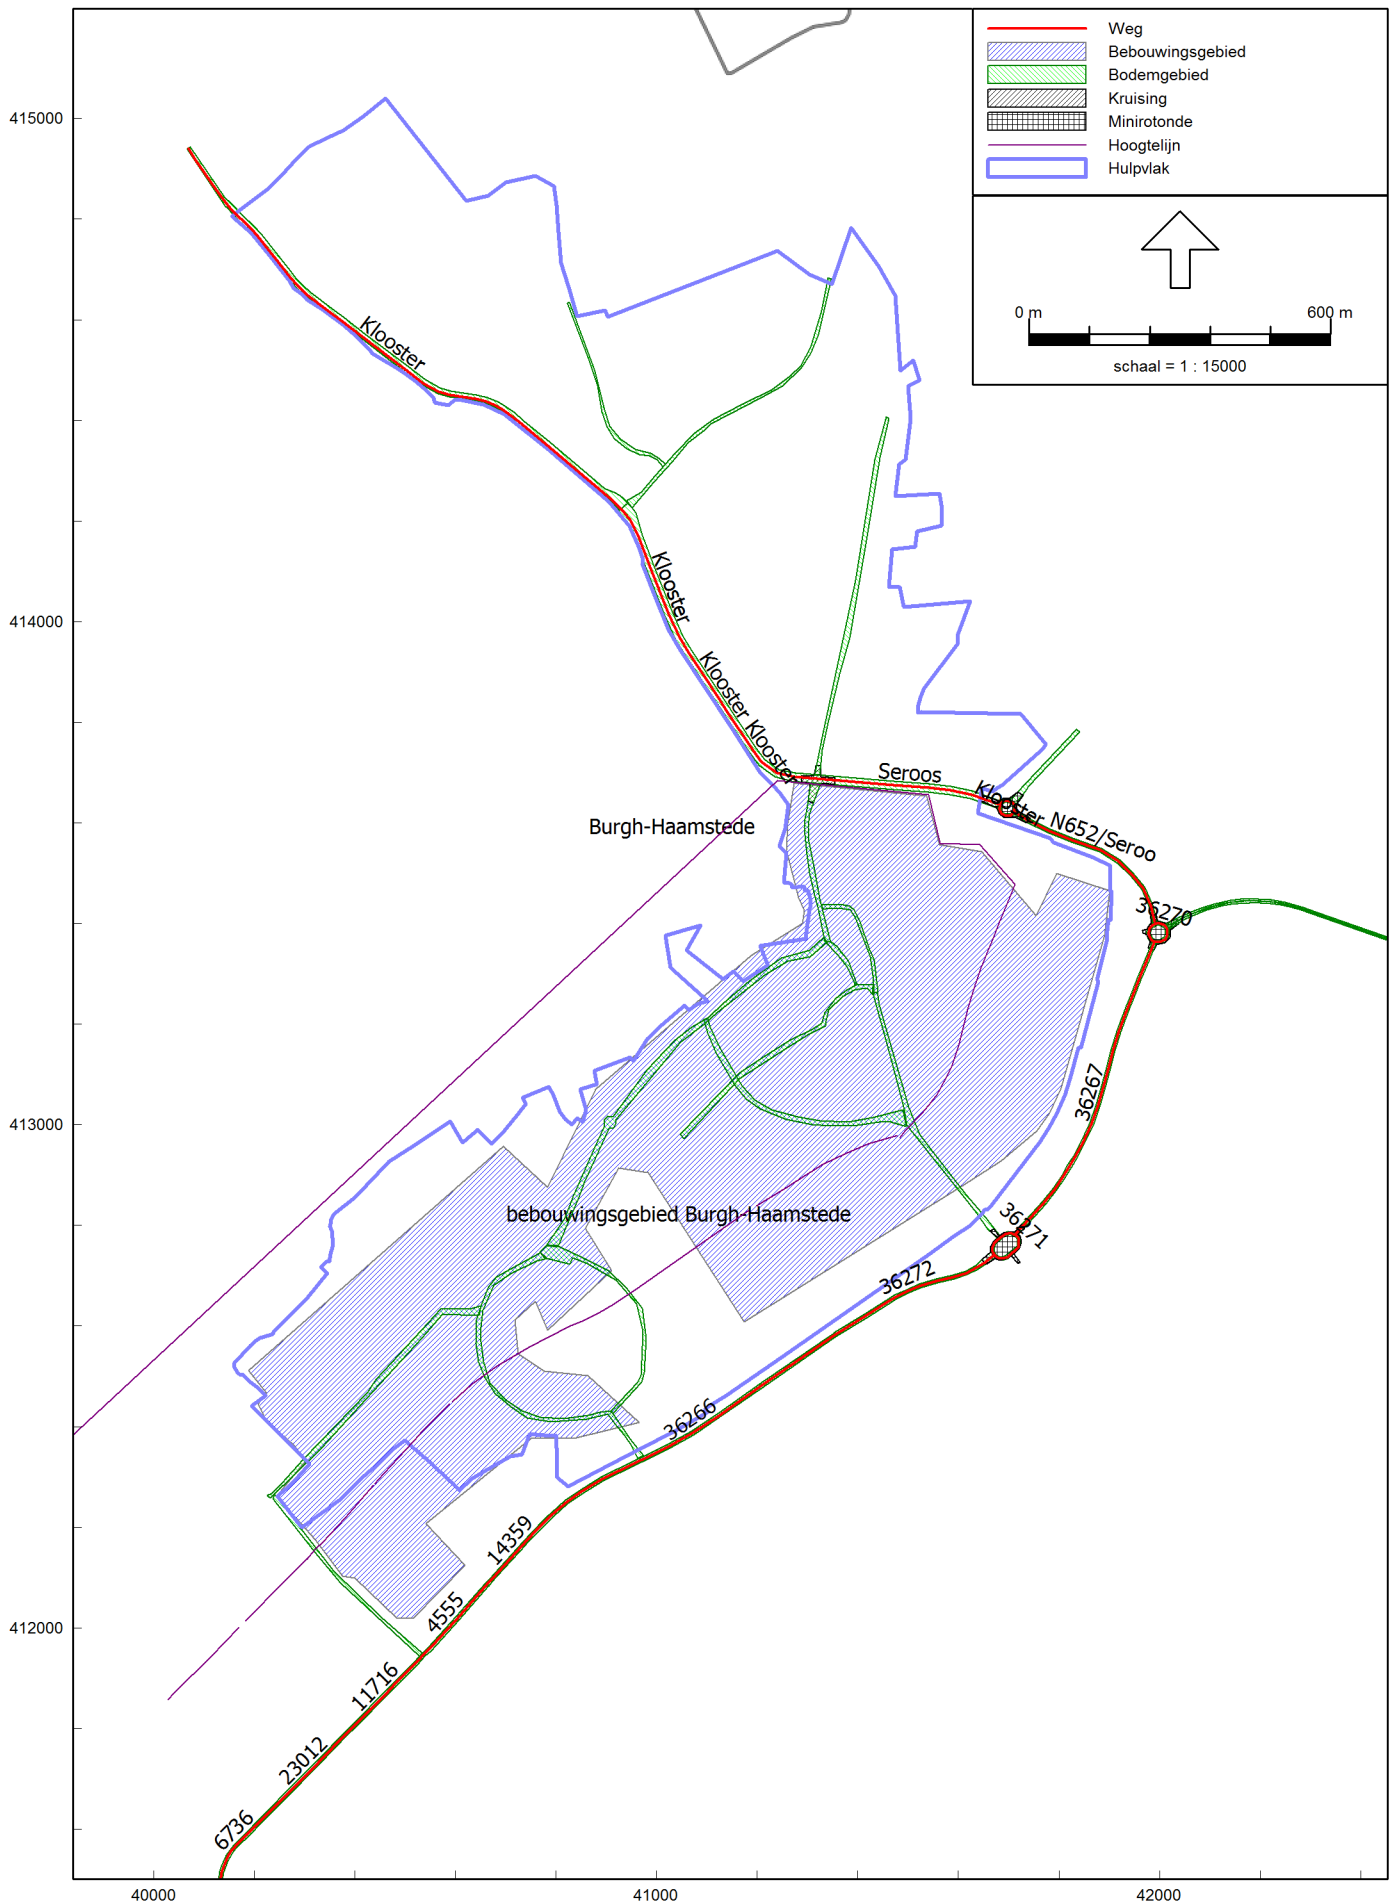 Weg
Bebouwingsgebied
Bodemgebied
Kruising
Minirotonde
Hoogtelijn
Hulpvlak
0 m
600 m
schaal = 1 : 15000
415000
414000
413000
412000
40000
41000
42000
Klooster
Klooster
Klooster
Klooster
Seroos
Klooster
N652/Seroo
Burgh-Haamstede
36270
36267
bebouwingsgebied Burgh-Haamstede
36271
36272
36266
14359
4555
11716
23012
6736